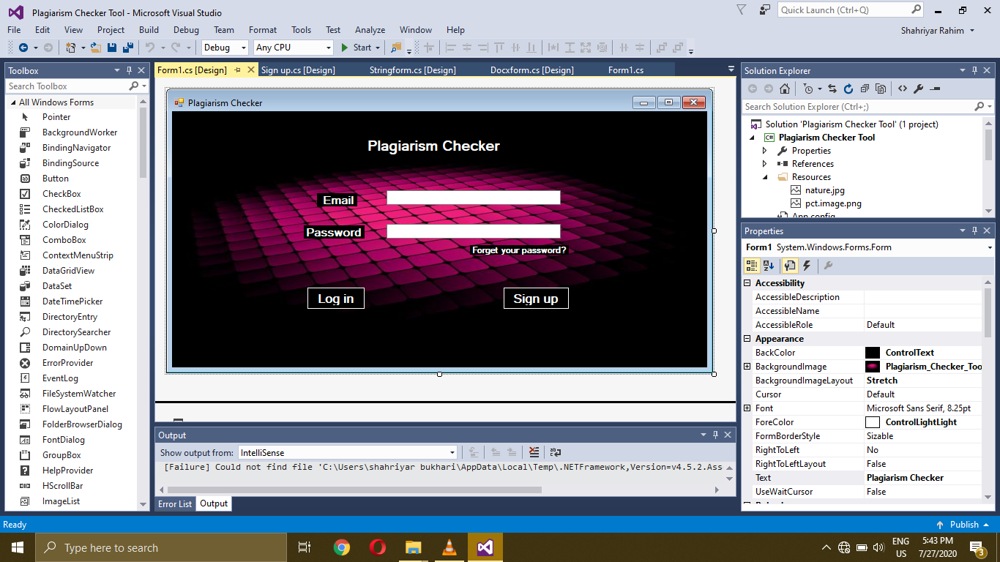 Plagiarism Checker Tool - Microsoft Visual Studio
Quick Launch (Ctrl+Q)
File Edit View Project Build Debug Team Format Tools Test Analyze Window Help
Shahriyar Rahim
Debug Any CPU Start
Toolbox
Search Toolbox
All Windows Forms
Pointer
BackgroundWorker
BindingNavigator
BindingSource
Button
CheckBox
CheckedListBox
ColorDialog
ComboBox
ContextMenuStrip
DataGridView
DataSet
DateTimePicker
DirectoryEntry
DirectorySearcher
DomainUpDown
ErrorProvider
EventLog
FileSystemWatcher
FlowLayoutPanel
FolderBrowserDialog
FontDialog
GroupBox
HelpProvider
HScrollBar
ImageList
Form1.cs [Design] Sign up.cs [Design] Stringform.cs [Design] Docxform.cs [Design] Form1.cs
Plagiarism Checker
Plagiarism Checker
Email
Password
Forget your password?
Log in Sign up
Output
Show output from: IntelliSense
[Failure] Could not find file 'C:\Users\shahriyar bukhari\AppData\Local\Temp\.NETFramework,Version=v4.5.2.Ass
Error List Output
Solution Explorer
Search Solution Explorer (Ctrl+;)
Solution 'Plagiarism Checker Tool' (1 project)
C# Plagiarism Checker Tool
Properties
References
Resources
nature.jpg
pct.image.png
App.config
Properties
Form1 System.Windows.Forms.Form
Accessibility
AccessibleDescription
AccessibleName
AccessibleRole Default
Appearance
BackColor ControlText
BackgroundImage Plagiarism_Checker_Too
BackgroundImageLayout Stretch
Cursor Default
Font Microsoft Sans Serif, 8.25pt
ForeColor ControlLightLight
FormBorderStyle Sizable
RightToLeft No
RightToLeftLayout False
Text Plagiarism Checker
UseWaitCursor False
Ready
Publish
Type here to search
ENG
US
5:43 PM
7/27/2020
3